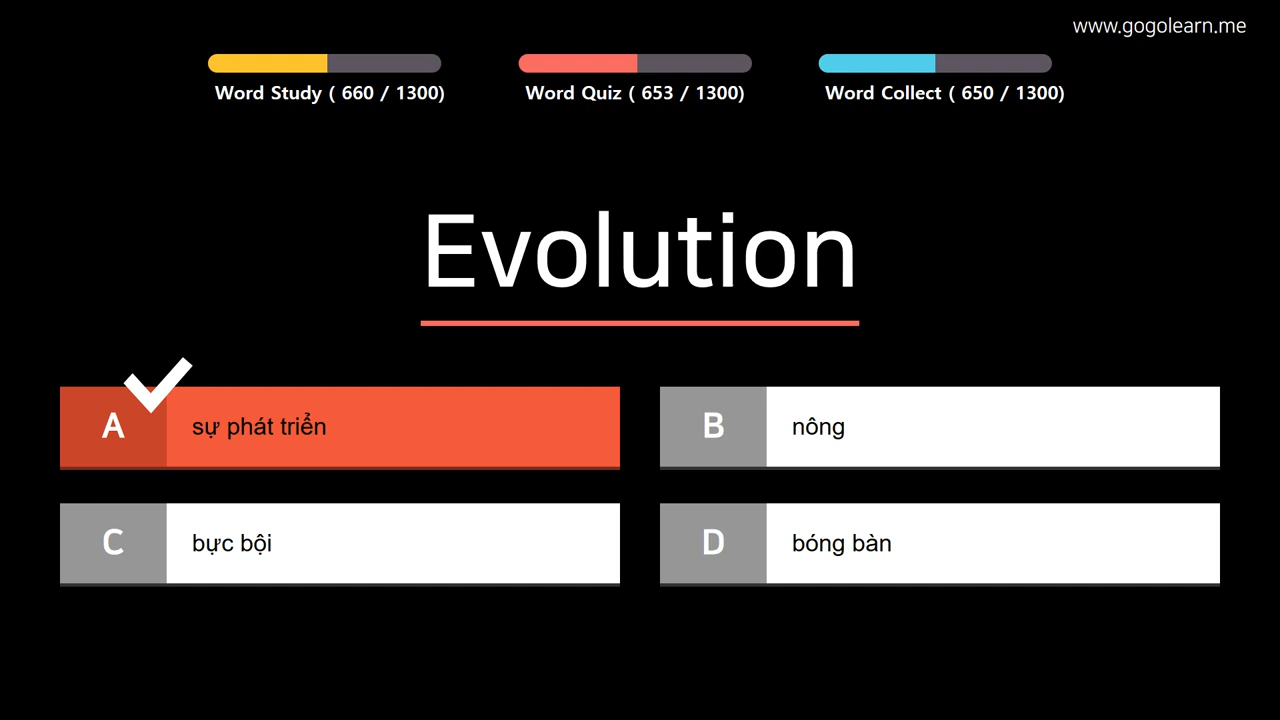 www.gogolearn.me
Word Study ( 660 / 1300)
Word Quiz ( 653 / 1300)
Word Collect ( 650 / 1300)
Evolution
A
sự phát triển
B
nông
C
bực bội
D
bóng bàn